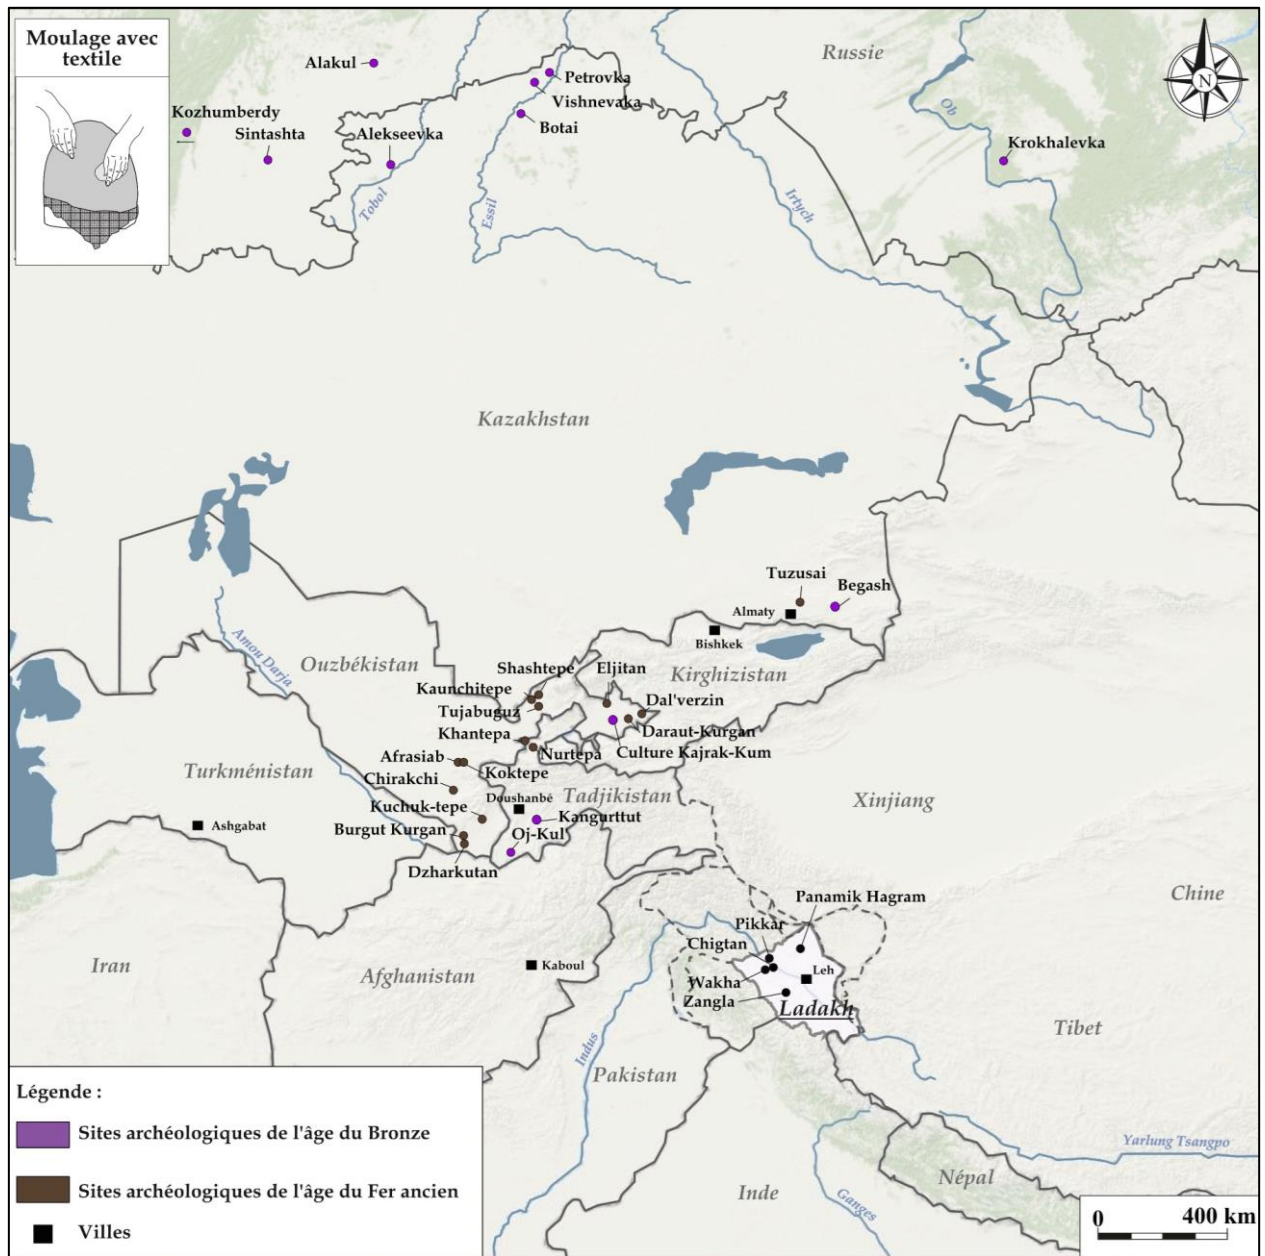 Moulage avec
textile
Russie
Alakul
Petrovka
Vishnevaka
Botai
Kozhumberdy
Sintashta
Alekseevka
Krokhalevka
Ob
Tobol
Essil
Irtych
Kazakhstan
N
Tuzusai
Begash
Almaty
Bishkek
Kirghizistan
Amou Darja
Ouzbékistan
Shashtepe
Eljitan
Kaunchitepe
Dal'verzin
Tujabuguz
Daraut-Kurgan
Khantepa
Nurtepa
Culture Kajrak-Kum
Afrasiab
Koktepe
Turkménistan
Chirakchi
Doushanbé
Tadjikistan
Xinjiang
Kuchuk-tepe
Kangurttut
Ashgabat
Burgut Kurgan
Oj-Kul
Dzharkutan
Chine
Panamik Hagram
Pikkar
Chigtan
Iran
Afghanistan
Kaboul
Leh
Wakha
Zangla
Ladakh
Tibet
Indus
Pakistan
Légende :
Sites archéologiques de l'âge du Bronze
Sites archéologiques de l'âge du Fer ancien
Villes
Yarlung Tsangpo
Népal
Inde
Ganges
0 400 km